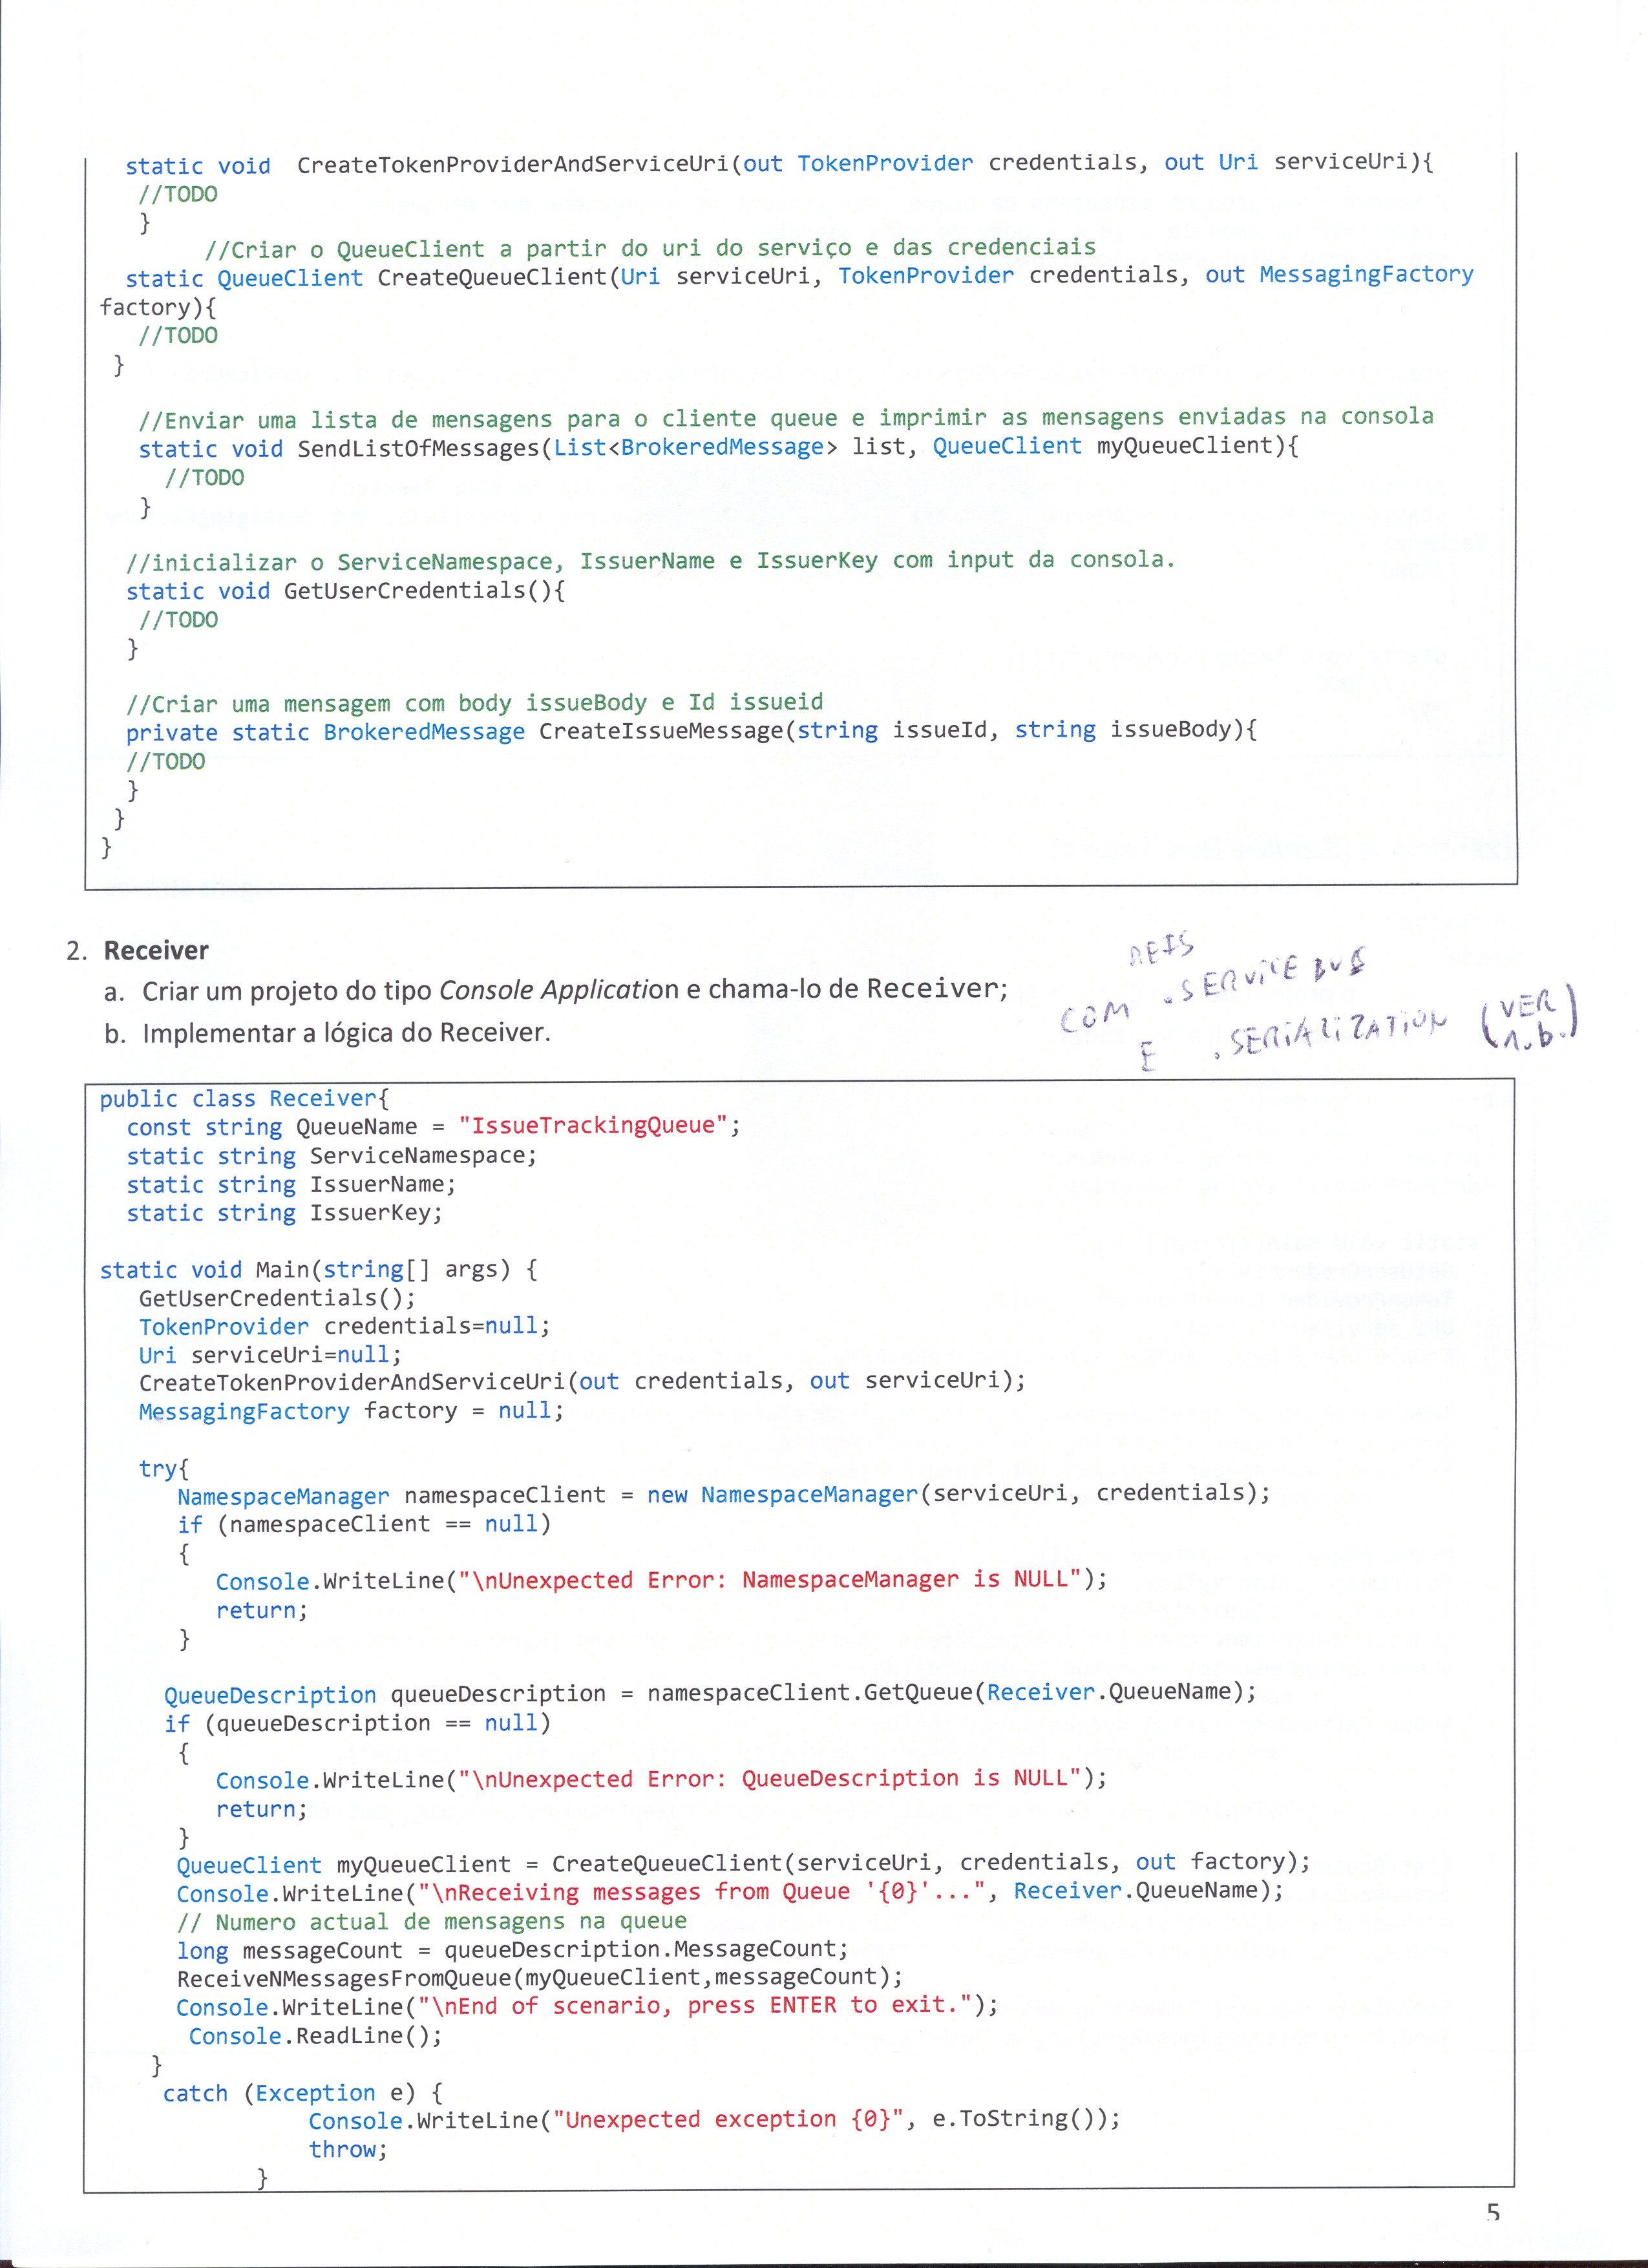 static void  CreateTokenProviderAndServiceUri(out TokenProvider credentials, out Uri serviceUri){
//TODO
}
//Criar o QueueClient a partir do uri do serviço e das credenciais
static QueueClient CreateQueueClient(Uri serviceUri, TokenProvider credentials, out MessagingFactory
factory){
//TODO
}
//Enviar uma lista de mensagens para o cliente queue e imprimir as mensagens enviadas na consola
static void SendListOfMessages(List<BrokeredMessage> list, QueueClient myQueueClient){
//TODO
}
//inicializar o ServiceNamespace, IssuerName e IssuerKey com input da consola.
static void GetUserCredentials(){
//TODO
}
//Criar uma mensagem com body issueBody e Id issueid
private static BrokeredMessage CreateIssueMessage(string issueId, string issueBody){
//TODO
}
}
}
2. Receiver
a. Criar um projeto do tipo Console Application e chama-lo de Receiver;
b. Implementar a lógica do Receiver.
REFS
COM .SERVICE BUS
E .SERIALIZATION (VER n.b.)
public class Receiver{
const string QueueName = "IssueTrackingQueue";
static string ServiceNamespace;
static string IssuerName;
static string IssuerKey;
static void Main(string[] args) {
GetUserCredentials();
TokenProvider credentials=null;
Uri serviceUri=null;
CreateTokenProviderAndServiceUri(out credentials, out serviceUri);
MessagingFactory factory = null;
try{
NamespaceManager namespaceClient = new NamespaceManager(serviceUri, credentials);
if (namespaceClient == null)
{
Console.WriteLine("\nUnexpected Error: NamespaceManager is NULL");
return;
}
QueueDescription queueDescription = namespaceClient.GetQueue(Receiver.QueueName);
if (queueDescription == null)
{
Console.WriteLine("\nUnexpected Error: QueueDescription is NULL");
return;
}
QueueClient myQueueClient = CreateQueueClient(serviceUri, credentials, out factory);
Console.WriteLine("\nReceiving messages from Queue '{0}'...", Receiver.QueueName);
// Numero actual de mensagens na queue
long messageCount = queueDescription.MessageCount;
ReceiveNMessagesFromQueue(myQueueClient,messageCount);
Console.WriteLine("\nEnd of scenario, press ENTER to exit.");
Console.ReadLine();
}
catch (Exception e) {
Console.WriteLine("Unexpected exception {0}", e.ToString());
throw;
}
5